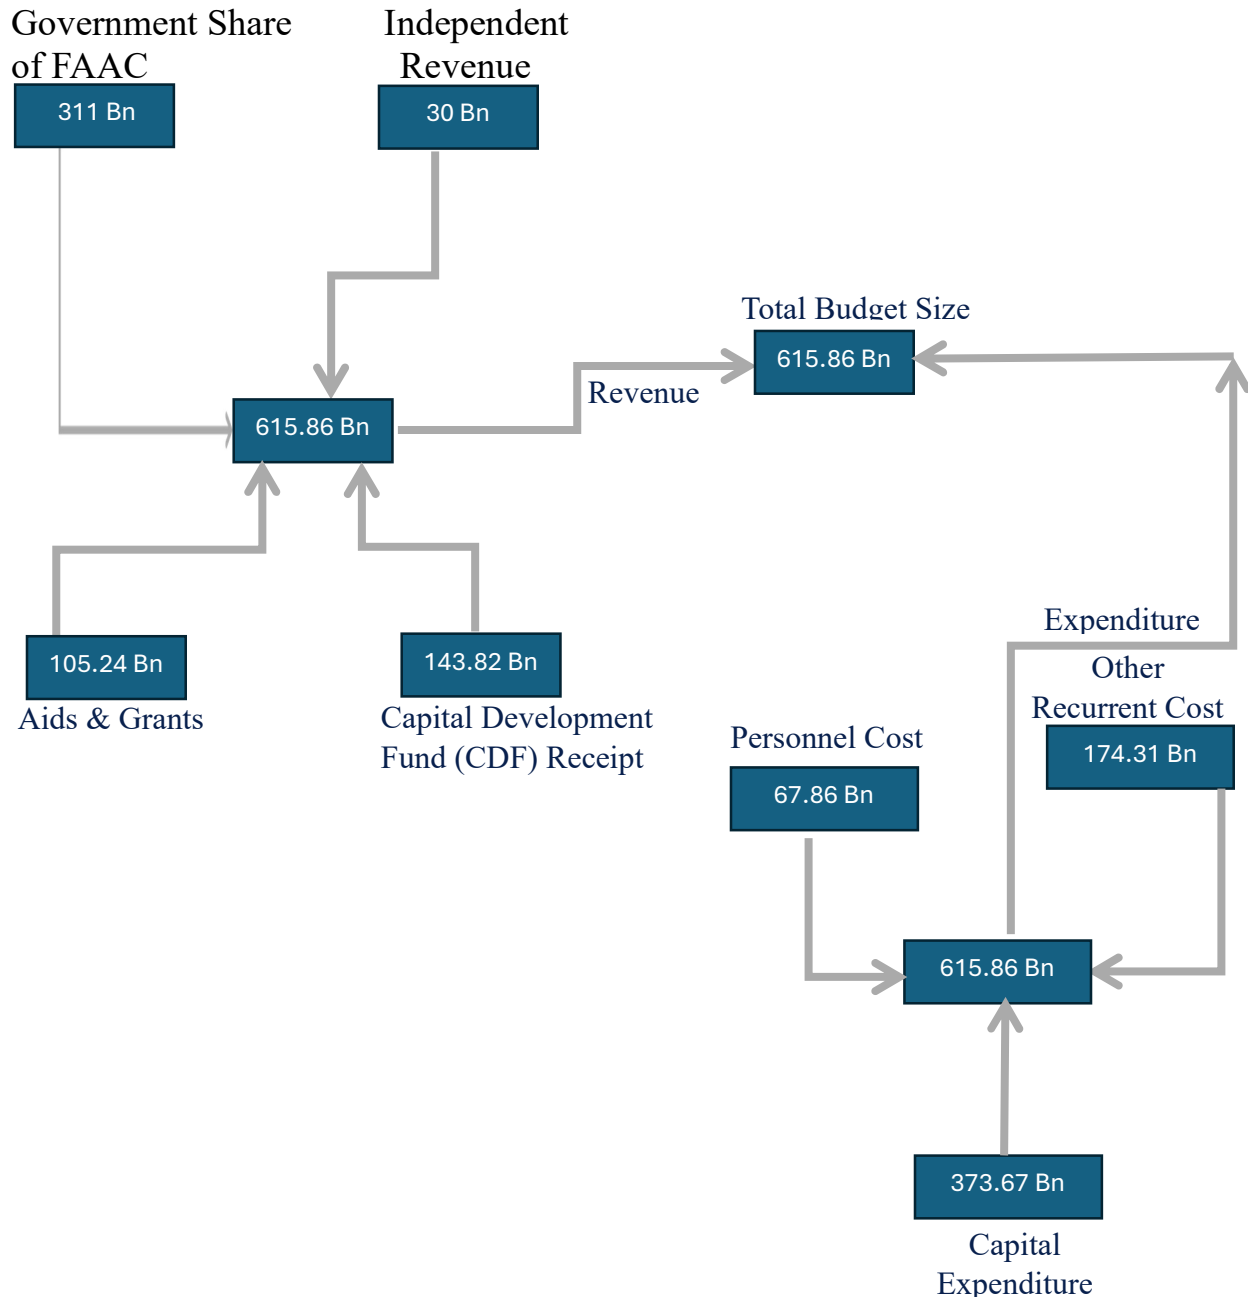 Government Share
of FAAC
311 Bn
Independent
Revenue
30 Bn
Total Budget Size
615.86 Bn
Revenue
615.86 Bn
105.24 Bn
Aids & Grants
143.82 Bn
Capital Development
Fund (CDF) Receipt
Expenditure
Other
Recurrent Cost
174.31 Bn
Personnel Cost
67.86 Bn
615.86 Bn
373.67 Bn
Capital
Expenditure